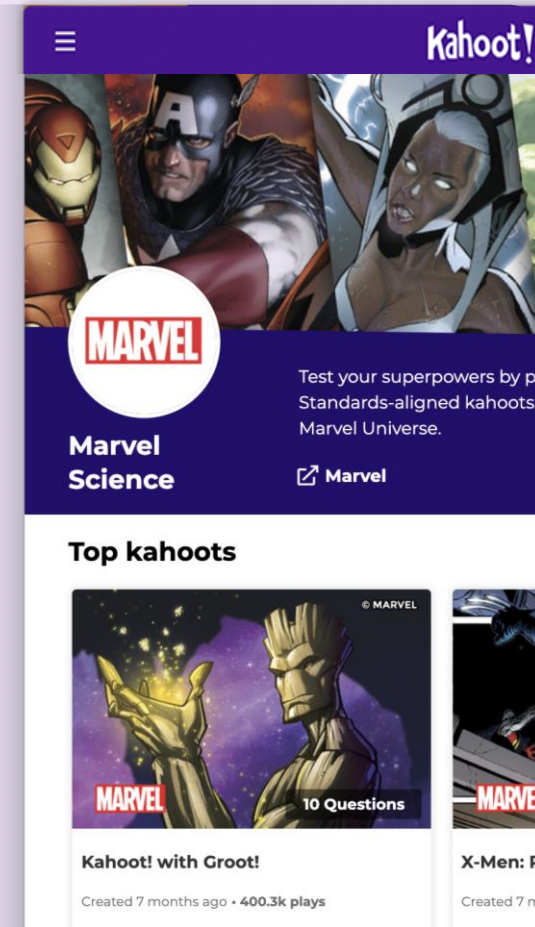 Kahoot!
A
MARVEL
Marvel
Science
Test your superpowers by
Standards-aligned kahoots
Marvel Universe.
Marvel
Top kahoots
© MARVEL
MARVEL
10 Questions
Kahoot! with Groot!
Created 7 months ago • 400.3k plays
MARVE
X-Men:
Created 7